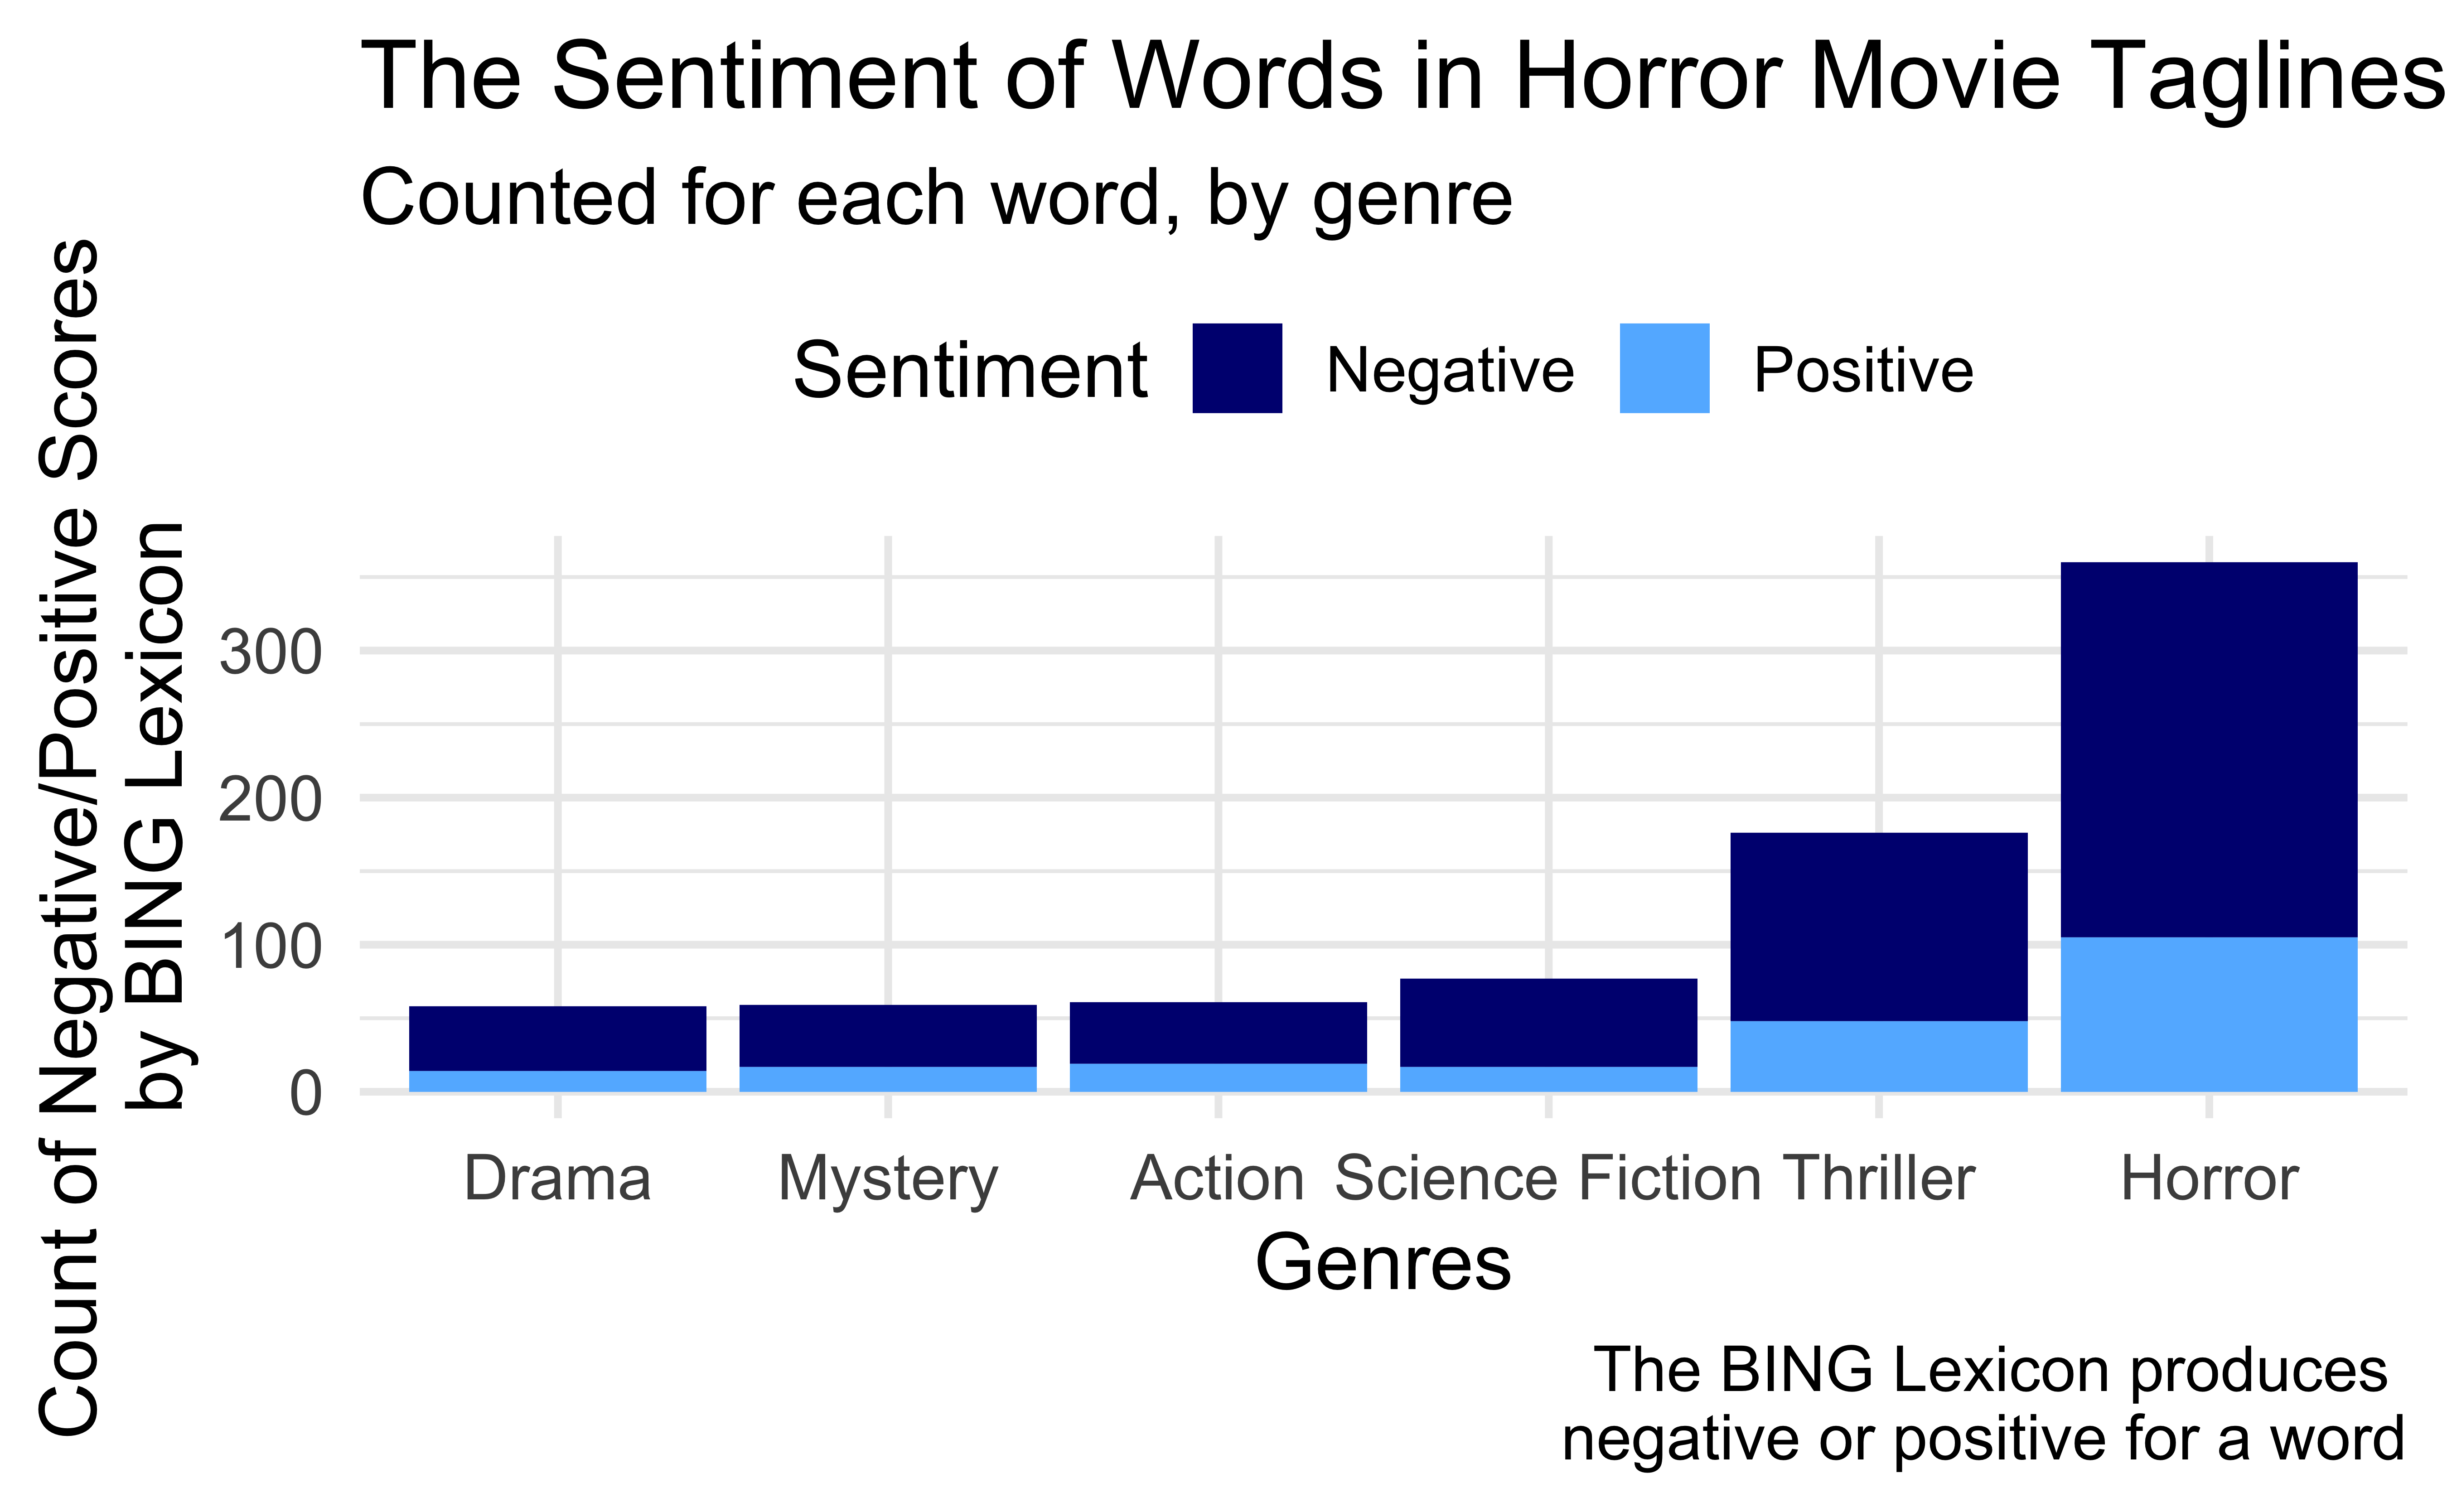 The Sentiment of Words in Horror Movie Taglines
Counted for each word, by genre
Sentiment Negative Positive
Count of Negative/Positive Scores
by BING Lexicon
300
200
100
0
Drama Mystery Action Science Fiction Thriller Horror
Genres
The BING Lexicon produces
negative or positive for a word